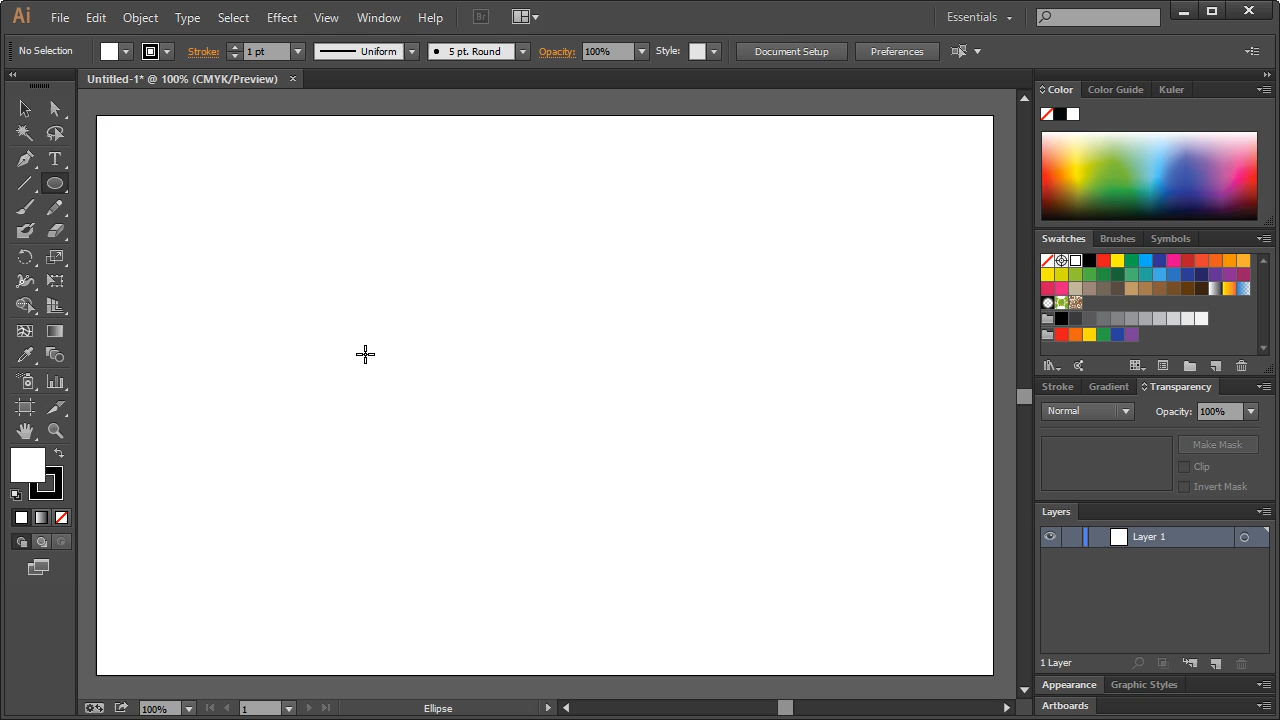 Ai File Edit Object Type Select Effect View Window Help Br Essentials
No Selection Stroke: 1 pt Uniform 5 pt. Round Opacity: 100% Style: Document Setup Preferences
Untitled-1* @ 100% (CMYK/Preview)
Color Color Guide Kuler
Swatches Brushes Symbols
Stroke Gradient Transparency
Normal Opacity: 100%
Make Mask
Clip
Invert Mask
Layers
Layer 1
1 Layer
Appearance Graphic Styles
Artboards
100% 1 Ellipse